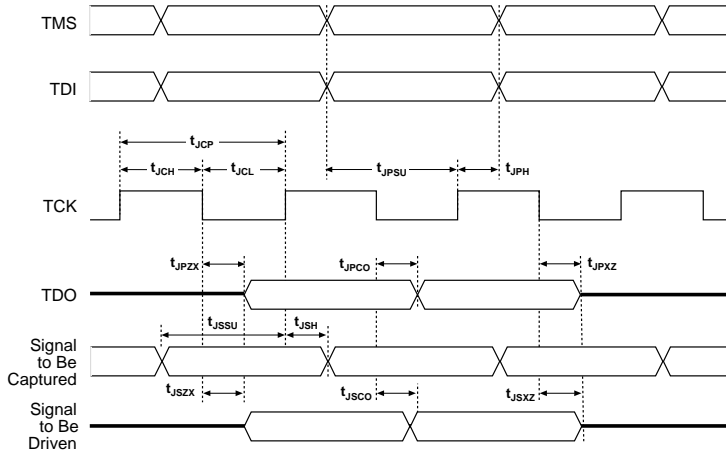 TMS
TDI
tJCP
tJCH tJCL tJPSU tJPH
TCK
tJPZX tJPCO tJPXZ
TDO
tJSSU tJSH
Signal
to Be
Captured
tJSZX tJSCO tJSXZ
Signal
to Be
Driven